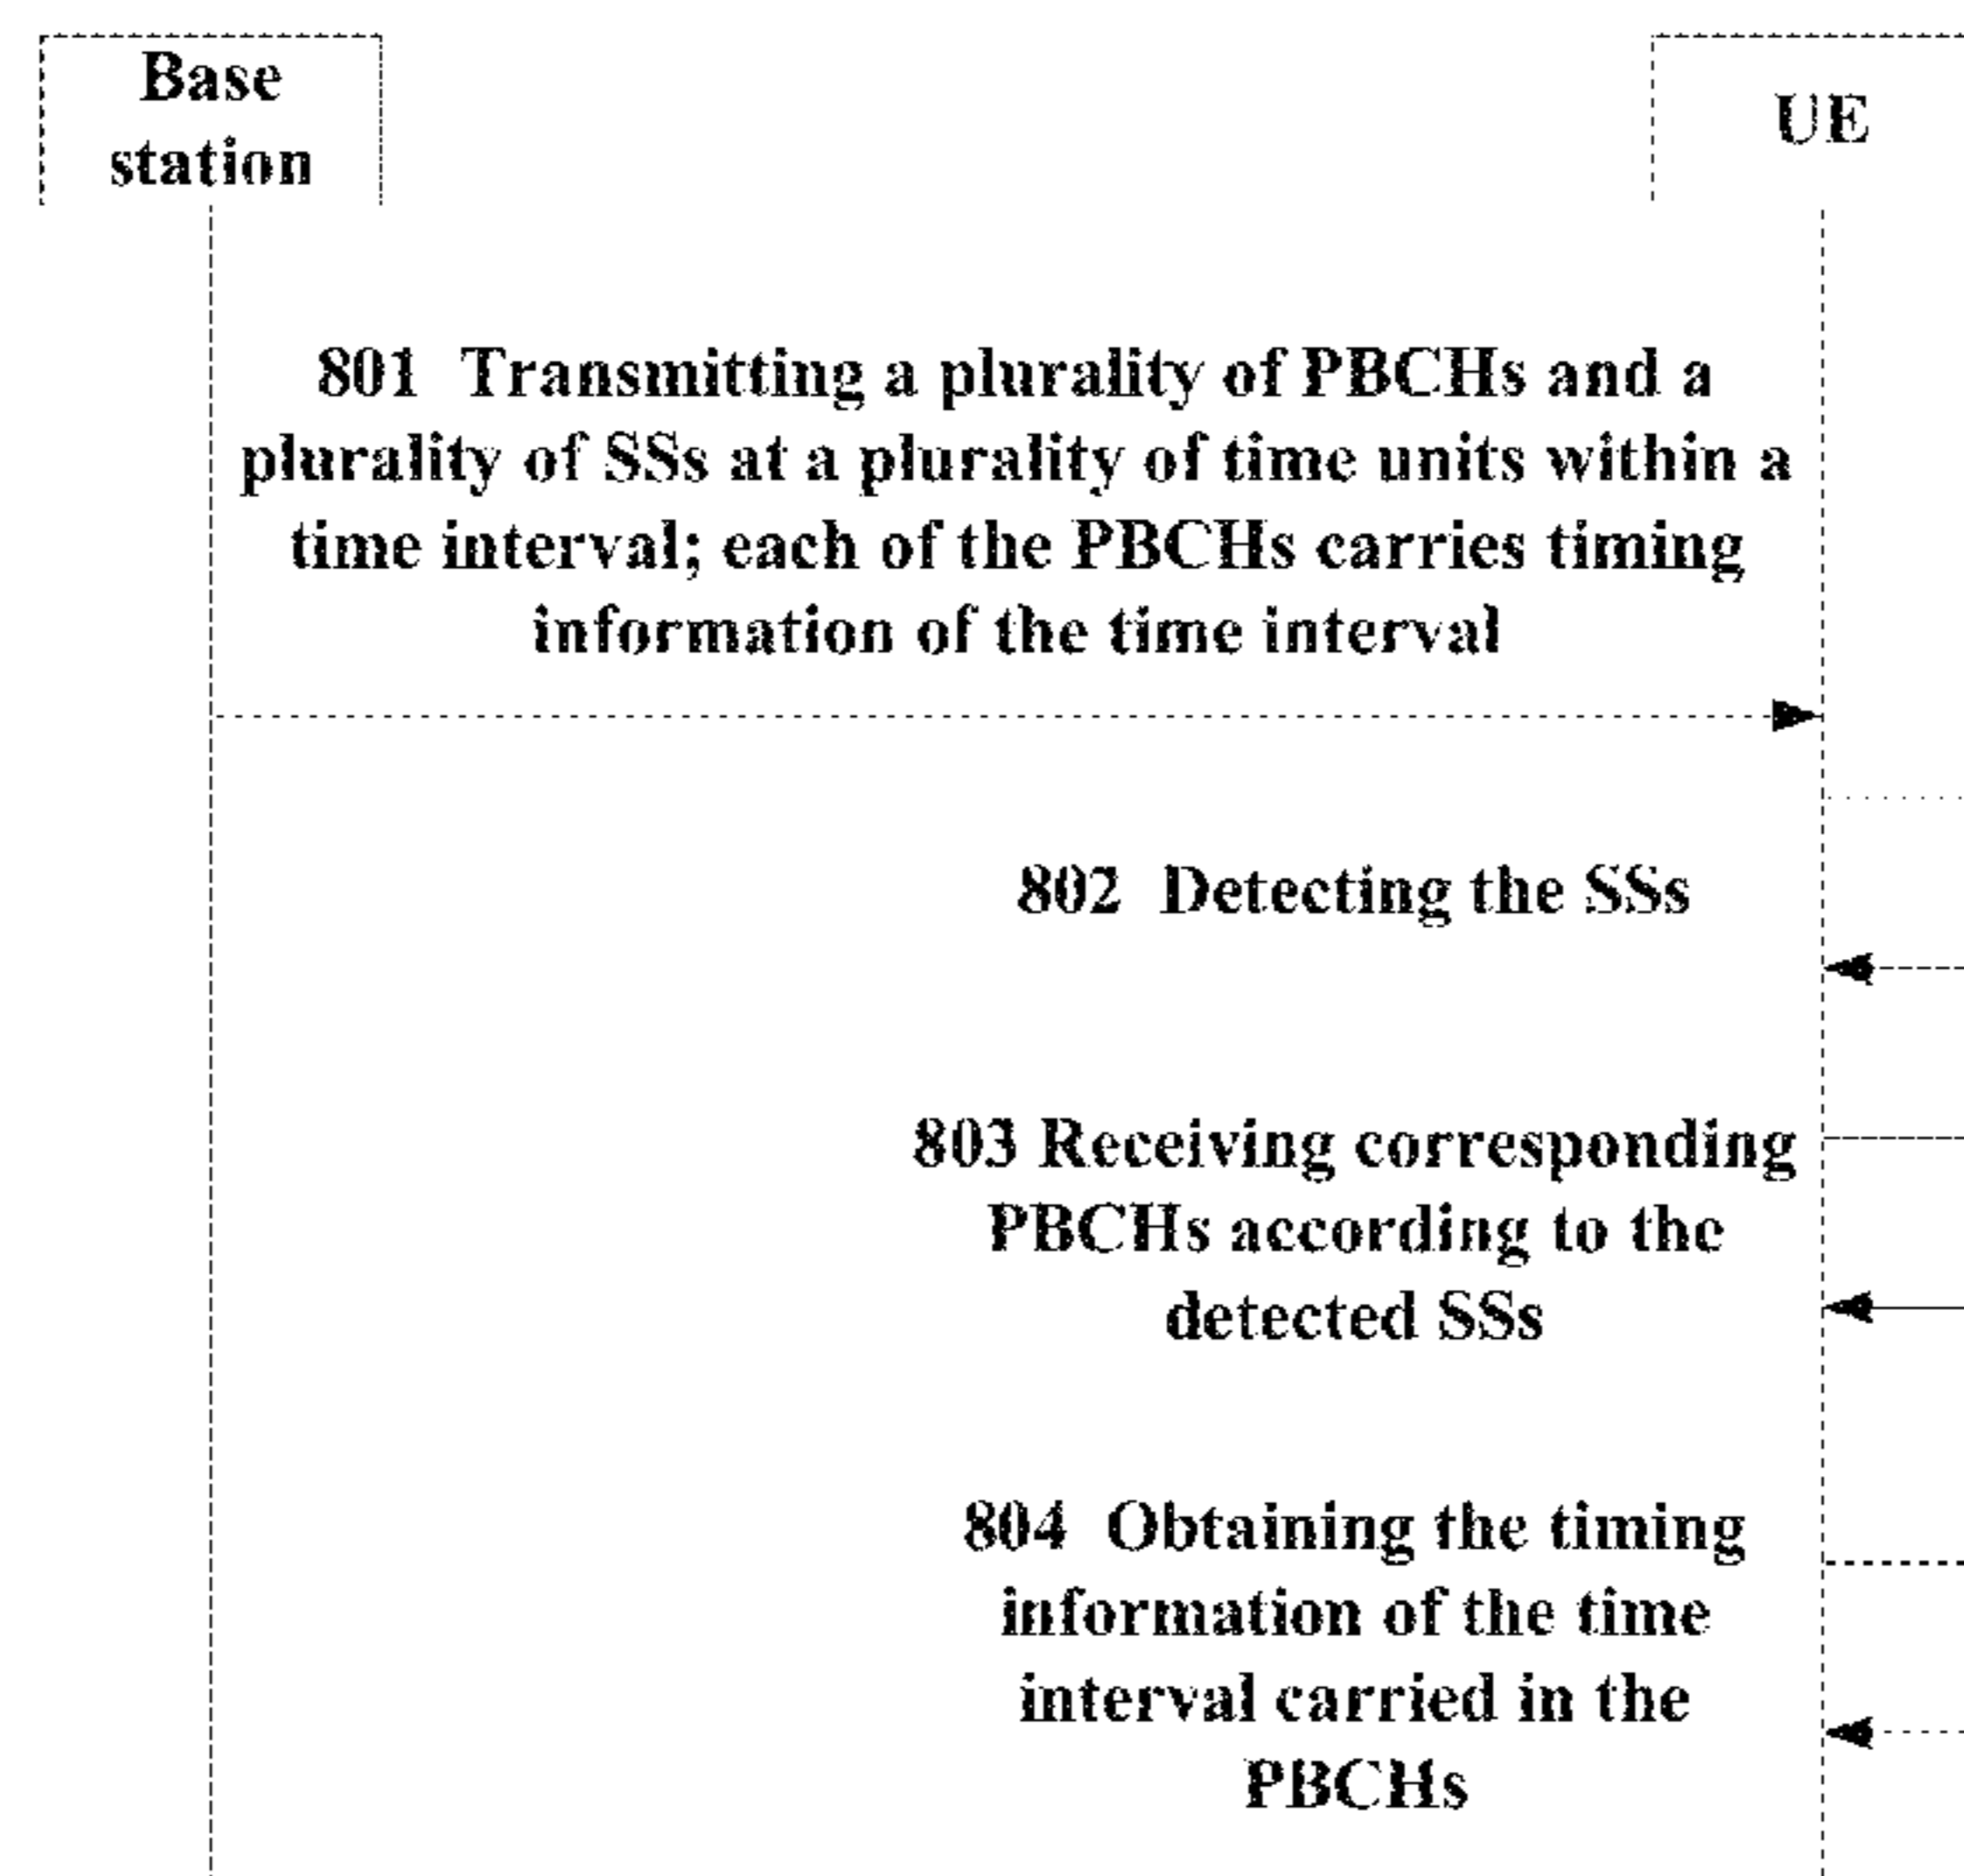 Base
station
UE
801 Transmitting a plurality of PBCHs and a
plurality of SSs at a plurality of time units within a
time interval; each of the PBCHs carries timing
information of the time interval
802 Detecting the SSs
803 Receiving corresponding
PBCHs according to the
detected SSs
804 Obtaining the timing
information of the time
interval carried in the
PBCHs